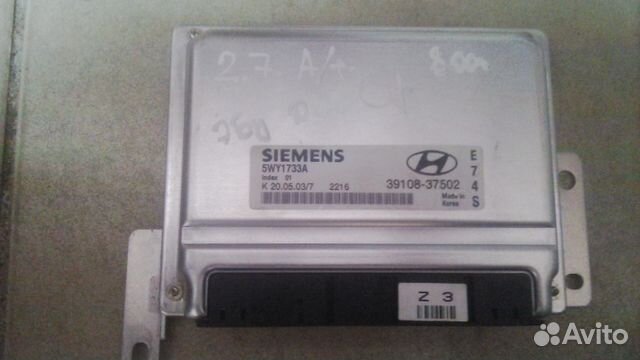 2.7. A/t
SIEMENS
5WY1733A
Index 01
K 20.05.03/7 2216
39108-37502
Made in
Korea
E
7
4
S
Z 3
Avito